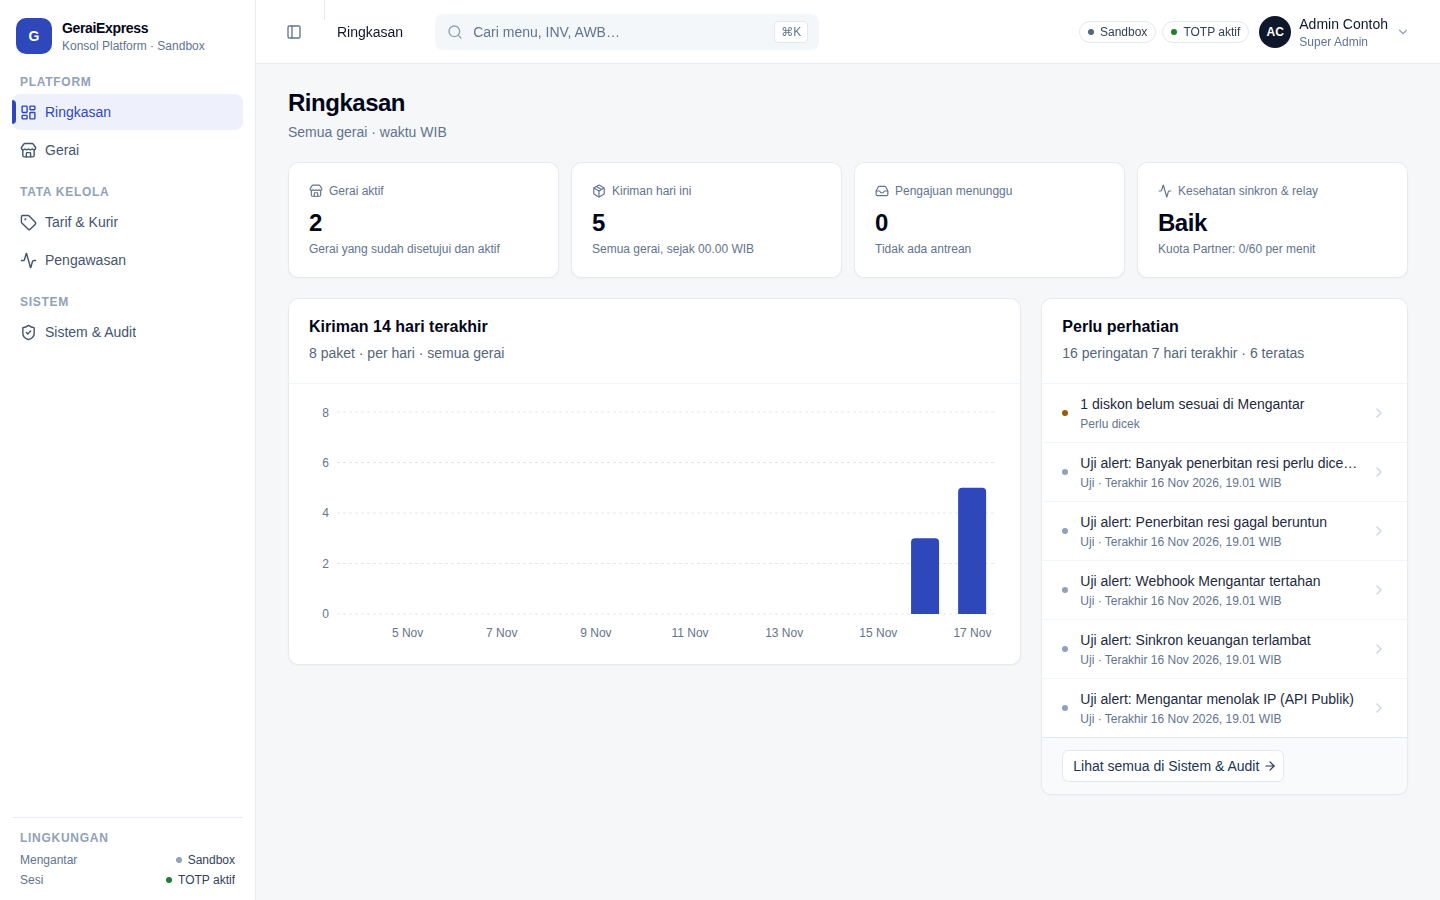 G
GeraiExpress
Konsol Platform · Sandbox
PLATFORM
Ringkasan
Gerai
TATA KELOLA
Tarif & Kurir
Pengawasan
SISTEM
Sistem & Audit
LINGKUNGAN
Mengantar
Sandbox
Sesi
TOTP aktif
Ringkasan
Cari menu, INV, AWB…
⌘K
Sandbox
TOTP aktif
AC
Admin Contoh
Super Admin
Ringkasan
Semua gerai · waktu WIB
Gerai aktif
2
Gerai yang sudah disetujui dan aktif
Kiriman hari ini
5
Semua gerai, sejak 00.00 WIB
Pengajuan menunggu
0
Tidak ada antrean
Kesehatan sinkron & relay
Baik
Kuota Partner: 0/60 per menit
Kiriman 14 hari terakhir
8 paket · per hari · semua gerai
8
6
4
2
0
5 Nov
7 Nov
9 Nov
11 Nov
13 Nov
15 Nov
17 Nov
Perlu perhatian
16 peringatan 7 hari terakhir · 6 teratas
1 diskon belum sesuai di Mengantar
Perlu dicek
Uji alert: Banyak penerbitan resi perlu dice…
Uji · Terakhir 16 Nov 2026, 19.01 WIB
Uji alert: Penerbitan resi gagal beruntun
Uji · Terakhir 16 Nov 2026, 19.01 WIB
Uji alert: Webhook Mengantar tertahan
Uji · Terakhir 16 Nov 2026, 19.01 WIB
Uji alert: Sinkron keuangan terlambat
Uji · Terakhir 16 Nov 2026, 19.01 WIB
Uji alert: Mengantar menolak IP (API Publik)
Uji · Terakhir 16 Nov 2026, 19.01 WIB
Lihat semua di Sistem & Audit →